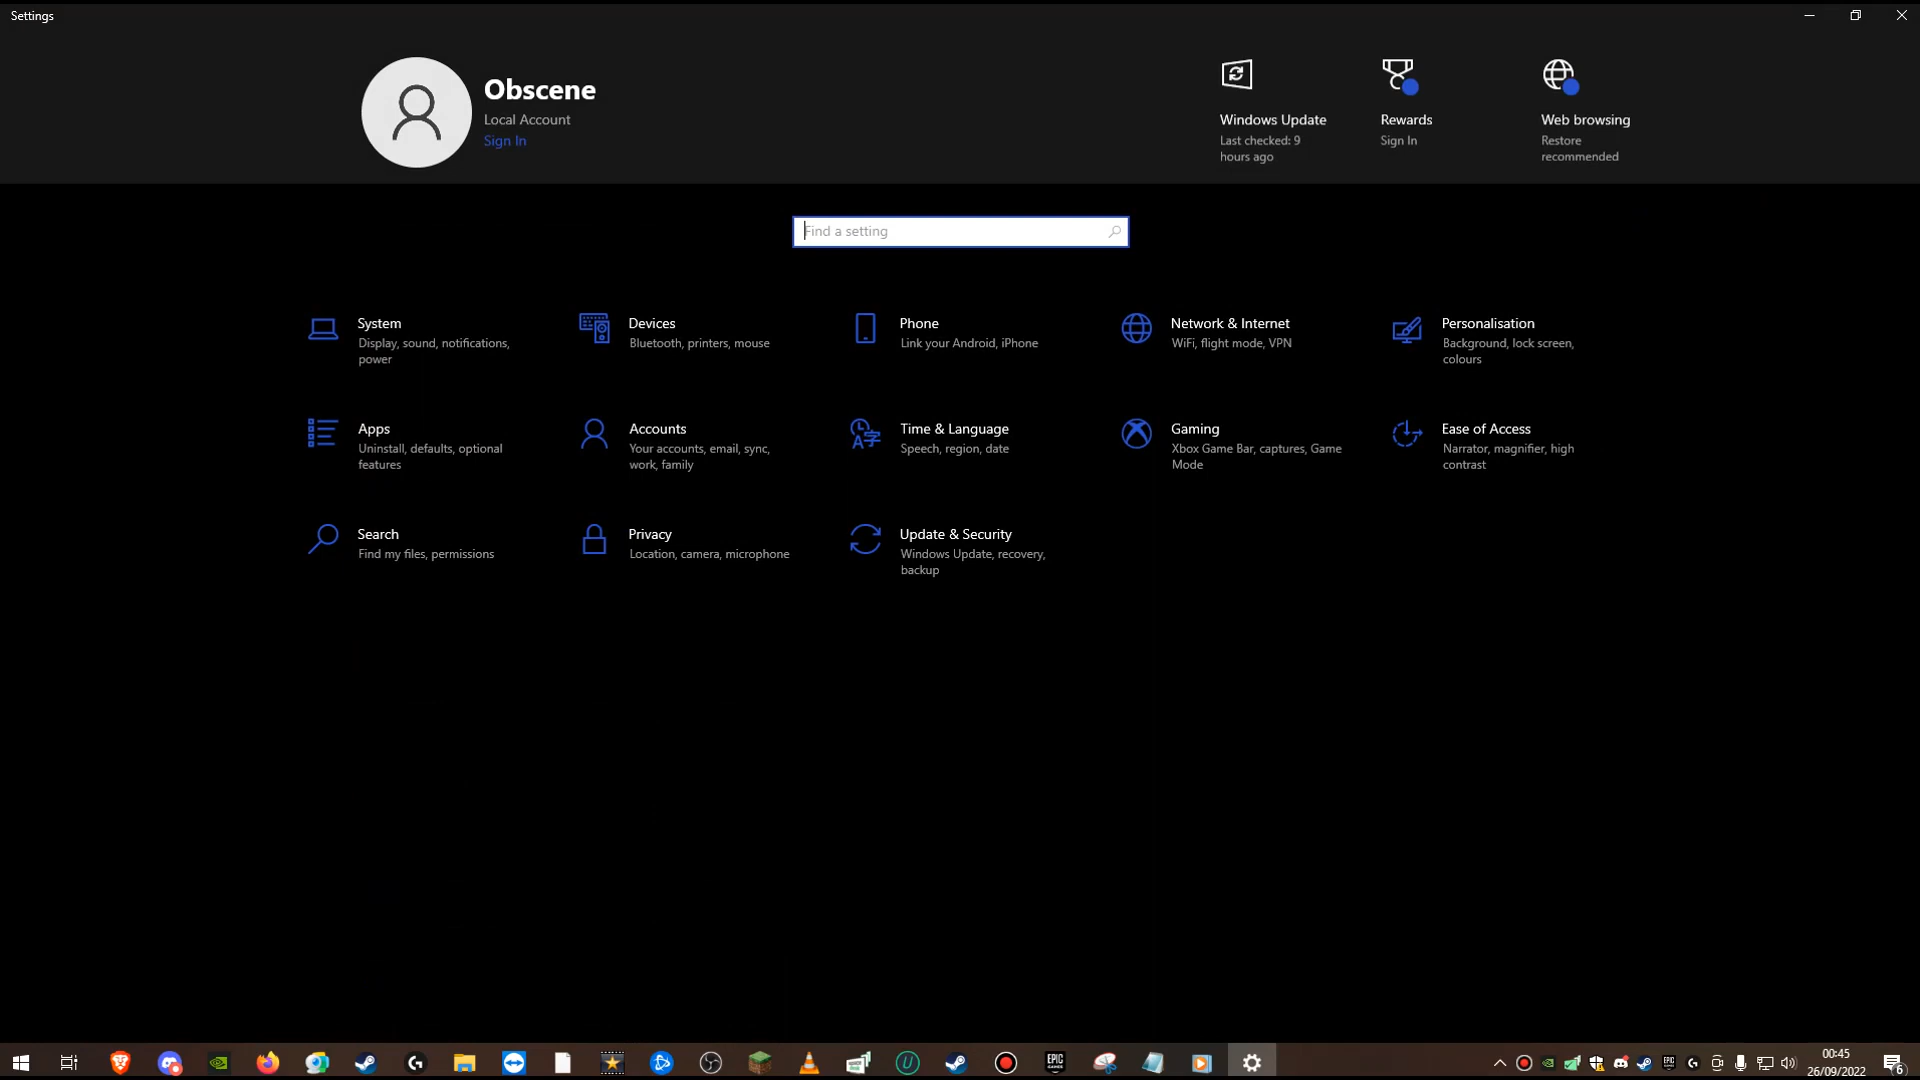 Settings
Obscene
Local Account
Sign In
Windows Update
Last checked: 9
hours ago
Rewards
Sign In
Web browsing
Restore
recommended
Find a setting
System
Display, sound, notifications,
power
Devices
Bluetooth, printers, mouse
Phone
Link your Android, iPhone
Network & Internet
WiFi, flight mode, VPN
Personalisation
Background, lock screen,
colours
Apps
Uninstall, defaults, optional
features
Accounts
Your accounts, email, sync,
work, family
Time & Language
Speech, region, date
Gaming
Xbox Game Bar, captures, Game
Mode
Ease of Access
Narrator, magnifier, high
contrast
Search
Find my files, permissions
Privacy
Location, camera, microphone
Update & Security
Windows Update, recovery,
backup
EPIC
GAMES
00:45
26/09/2022
6